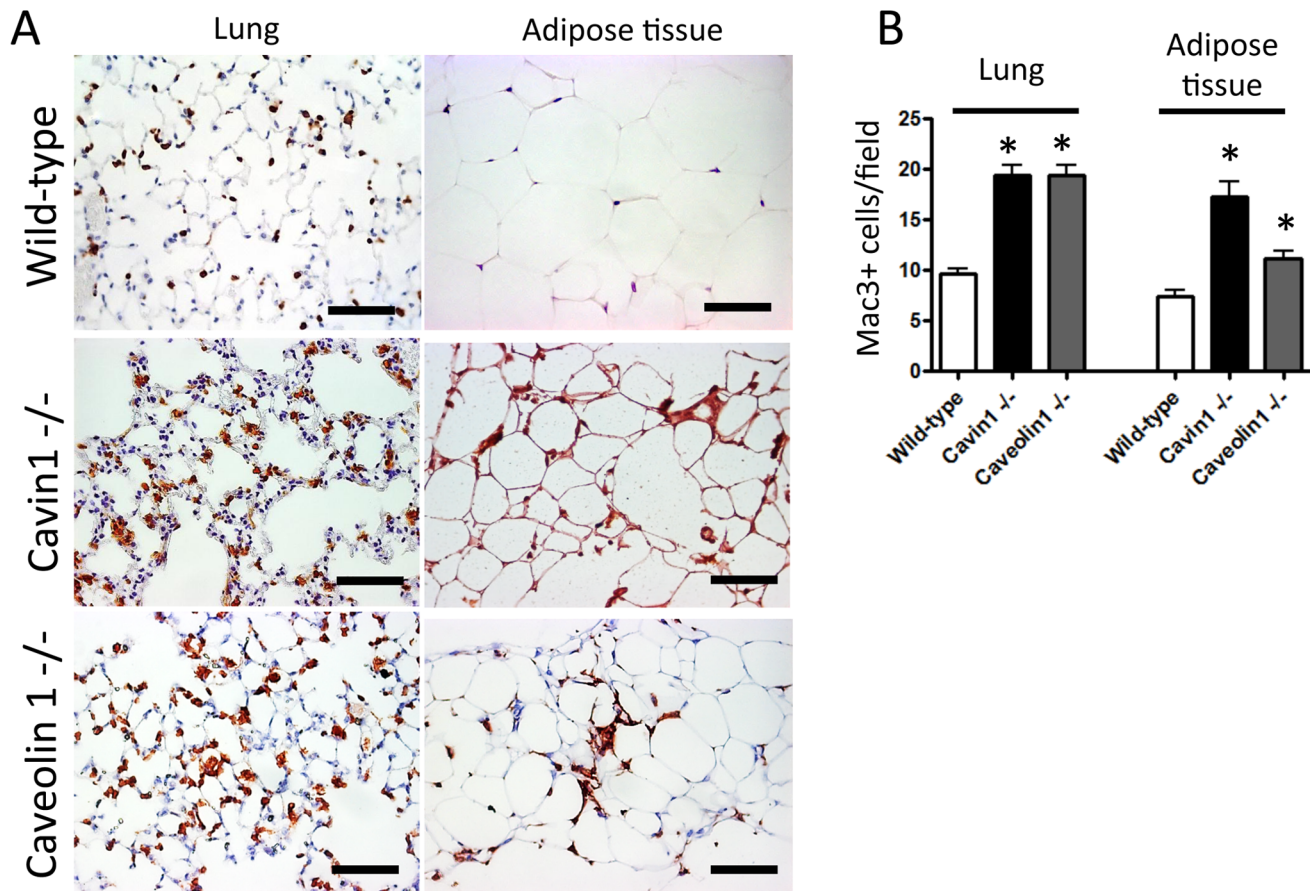 A
Lung
Adipose tissue
Wild-type
Cavin1 -/-
Caveolin 1 -/-
B
Lung
Adipose
tissue
Mac3+ cells/field
25
20
15
10
5
0
*
*
*
*
Wild-type
Cavin1 -/-
Caveolin1 -/-
Wild-type
Cavin1 -/-
Caveolin1 -/-